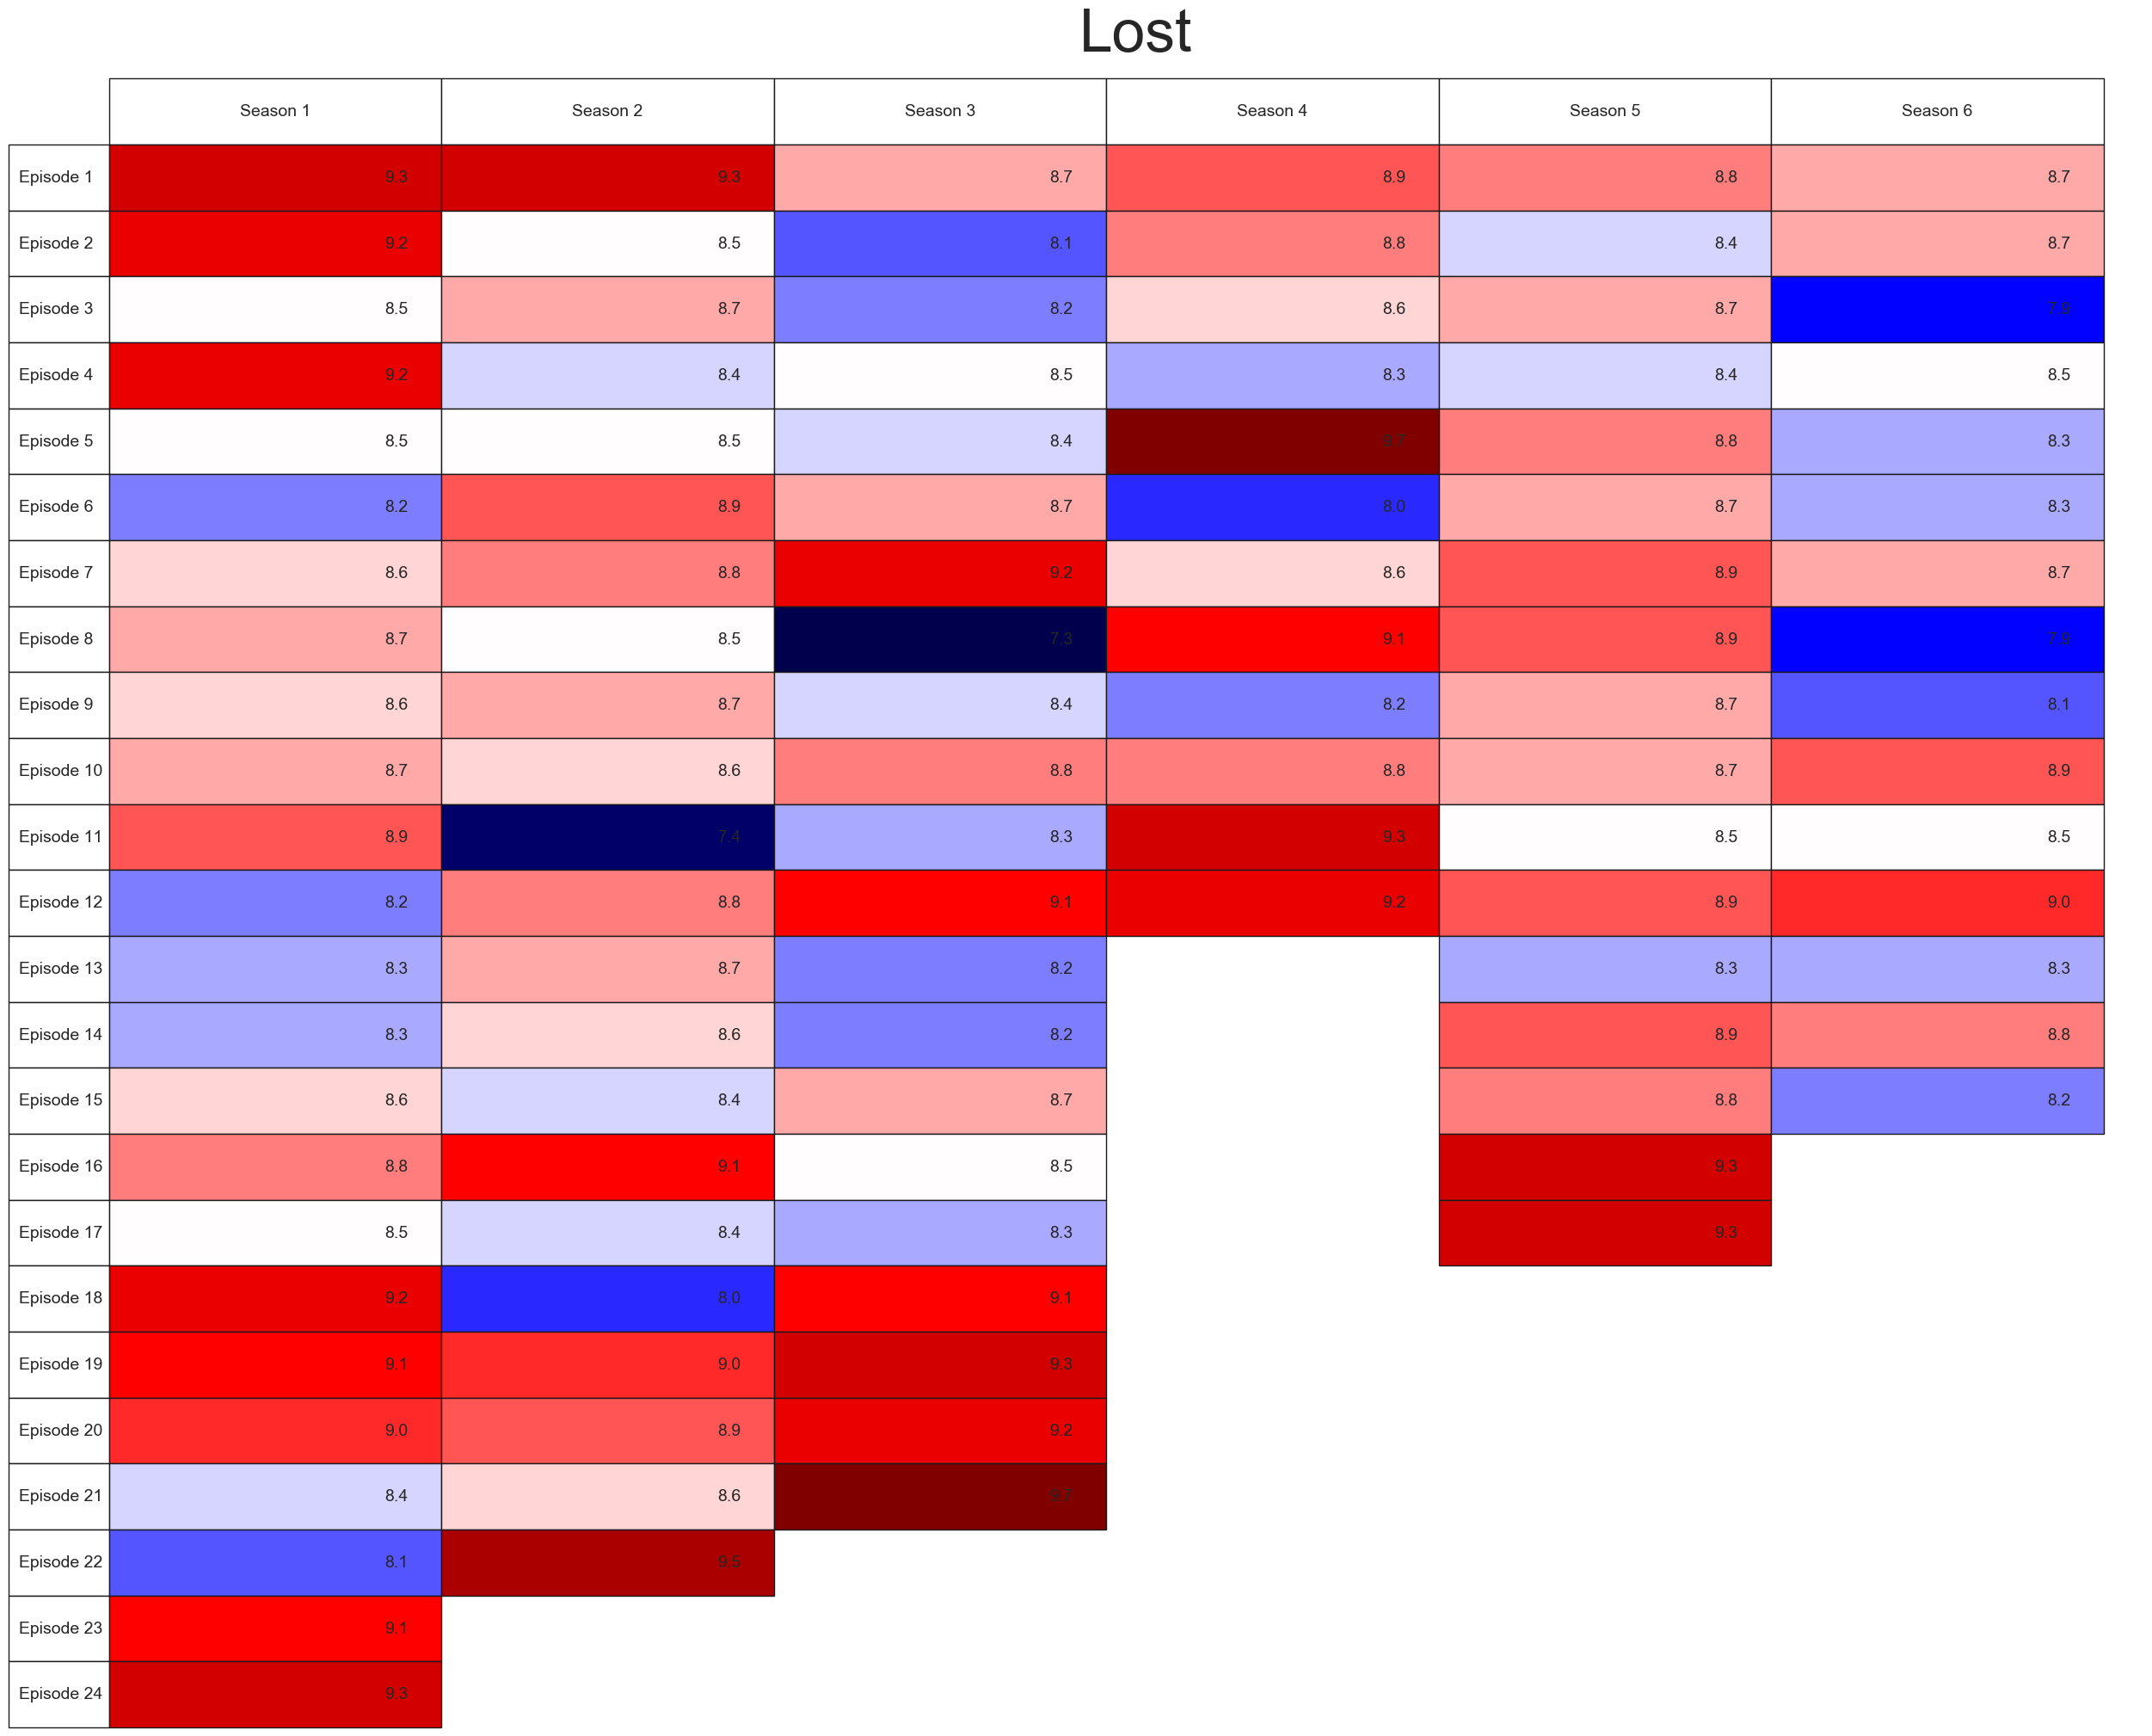 Lost
Season 1 Season 2 Season 3 Season 4 Season 5 Season 6
Episode 1 9.3 9.3 8.7 8.9 8.8 8.7
Episode 2 9.2 8.5 8.1 8.8 8.4 8.7
Episode 3 8.5 8.7 8.2 8.6 8.7 7.9
Episode 4 9.2 8.4 8.5 8.3 8.4 8.5
Episode 5 8.5 8.5 8.4 9.7 8.8 8.3
Episode 6 8.2 8.9 8.7 8.0 8.7 8.3
Episode 7 8.6 8.8 9.2 8.6 8.9 8.7
Episode 8 8.7 8.5 7.3 9.1 8.9 7.9
Episode 9 8.6 8.7 8.4 8.2 8.7 8.1
Episode 10 8.7 8.6 8.8 8.8 8.7 8.9
Episode 11 8.9 7.4 8.3 9.3 8.5 8.5
Episode 12 8.2 8.8 9.1 9.2 8.9 9.0
Episode 13 8.3 8.7 8.2 8.3 8.3
Episode 14 8.3 8.6 8.2 8.9 8.8
Episode 15 8.6 8.4 8.7 8.8 8.2
Episode 16 8.8 9.1 8.5 9.3
Episode 17 8.5 8.4 8.3 9.3
Episode 18 9.2 8.0 9.1
Episode 19 9.1 9.0 9.3
Episode 20 9.0 8.9 9.2
Episode 21 8.4 8.6 9.7
Episode 22 8.1 9.5
Episode 23 9.1
Episode 24 9.3